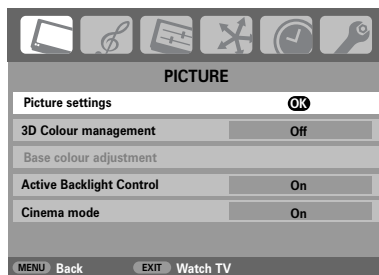 PICTURE
Picture settings OK
3D Colour management Off
Base colour adjustment
Active Backlight Control On
Cinema mode On
MENU Back EXIT Watch TV